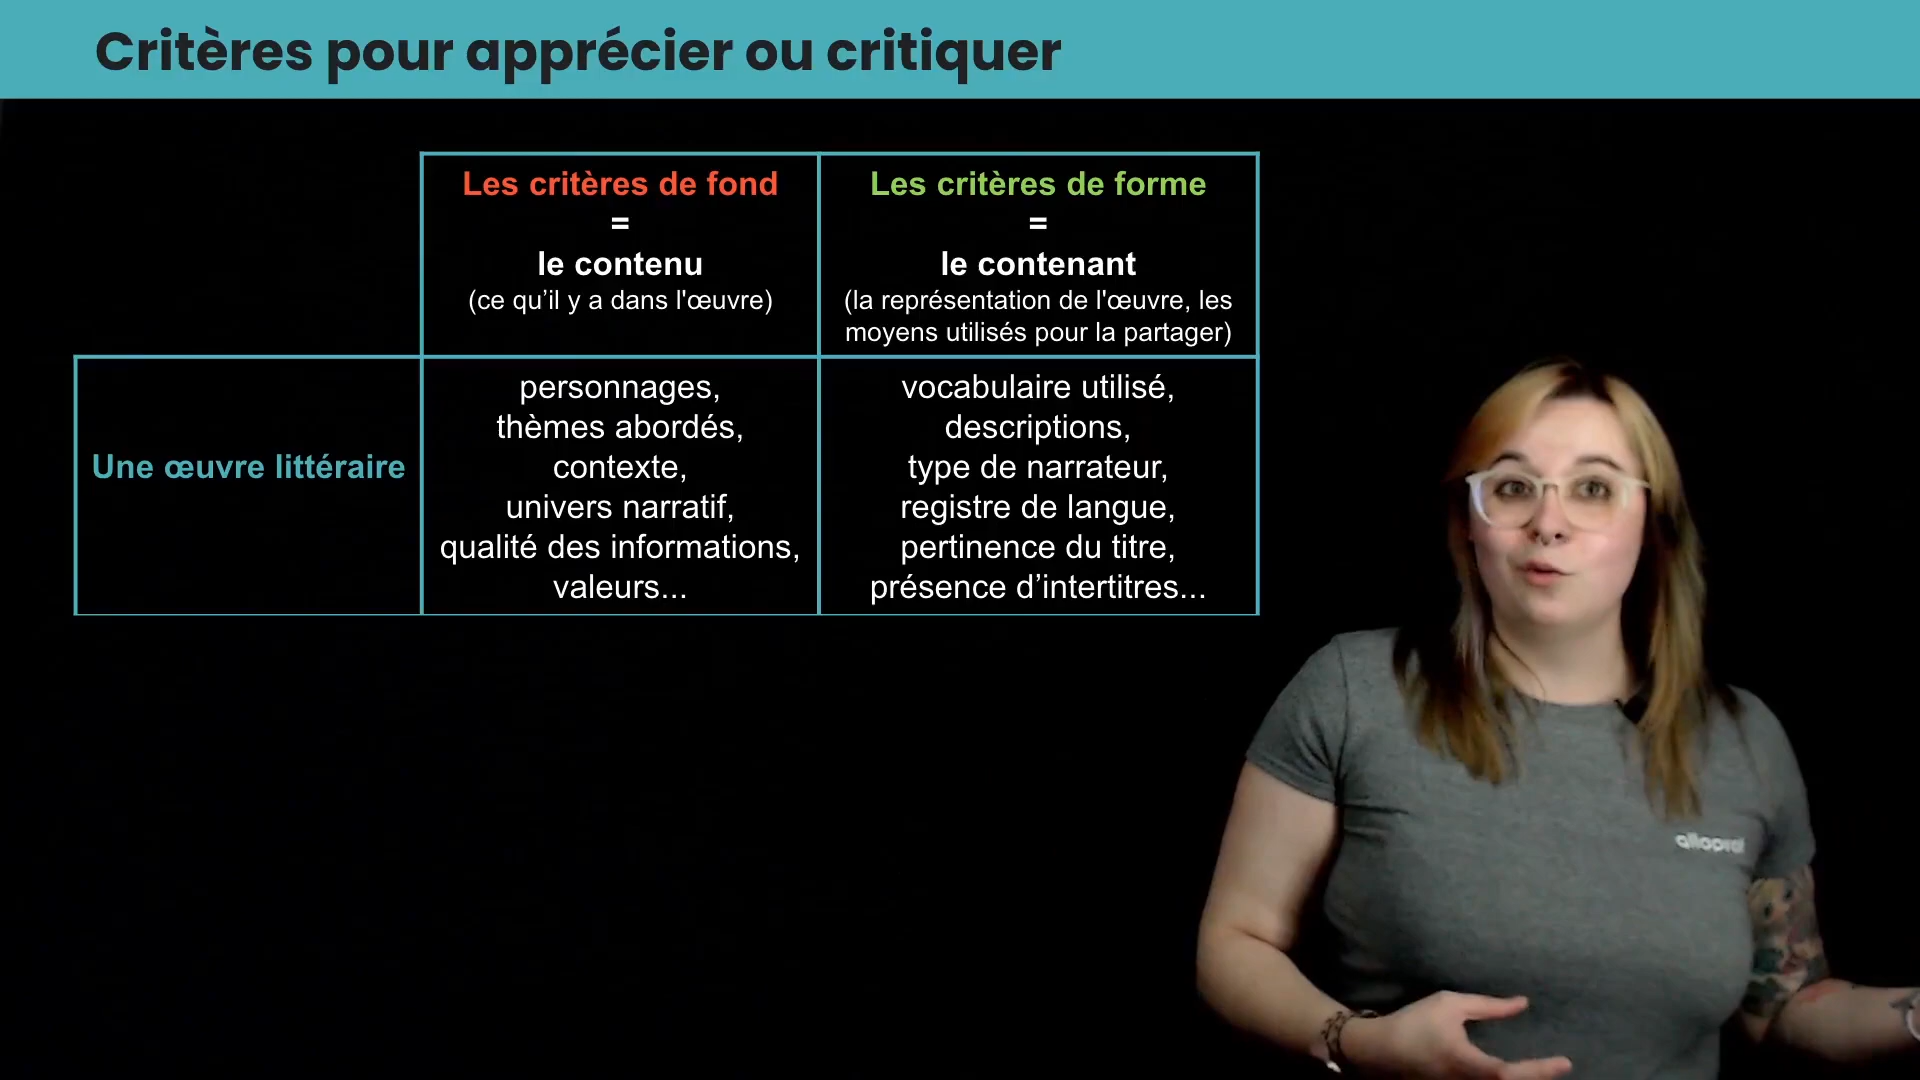 Critères pour apprécier ou critiquer
Les critères de fond
=
le contenu
(ce qu’il y a dans l'œuvre)
Les critères de forme
=
le contenant
(la représentation de l'œuvre, les
moyens utilisés pour la partager)
Une œuvre littéraire
personnages,
thèmes abordés,
contexte,
univers narratif,
qualité des informations,
valeurs...
vocabulaire utilisé,
descriptions,
type de narrateur,
registre de langue,
pertinence du titre,
présence d’intertitres...